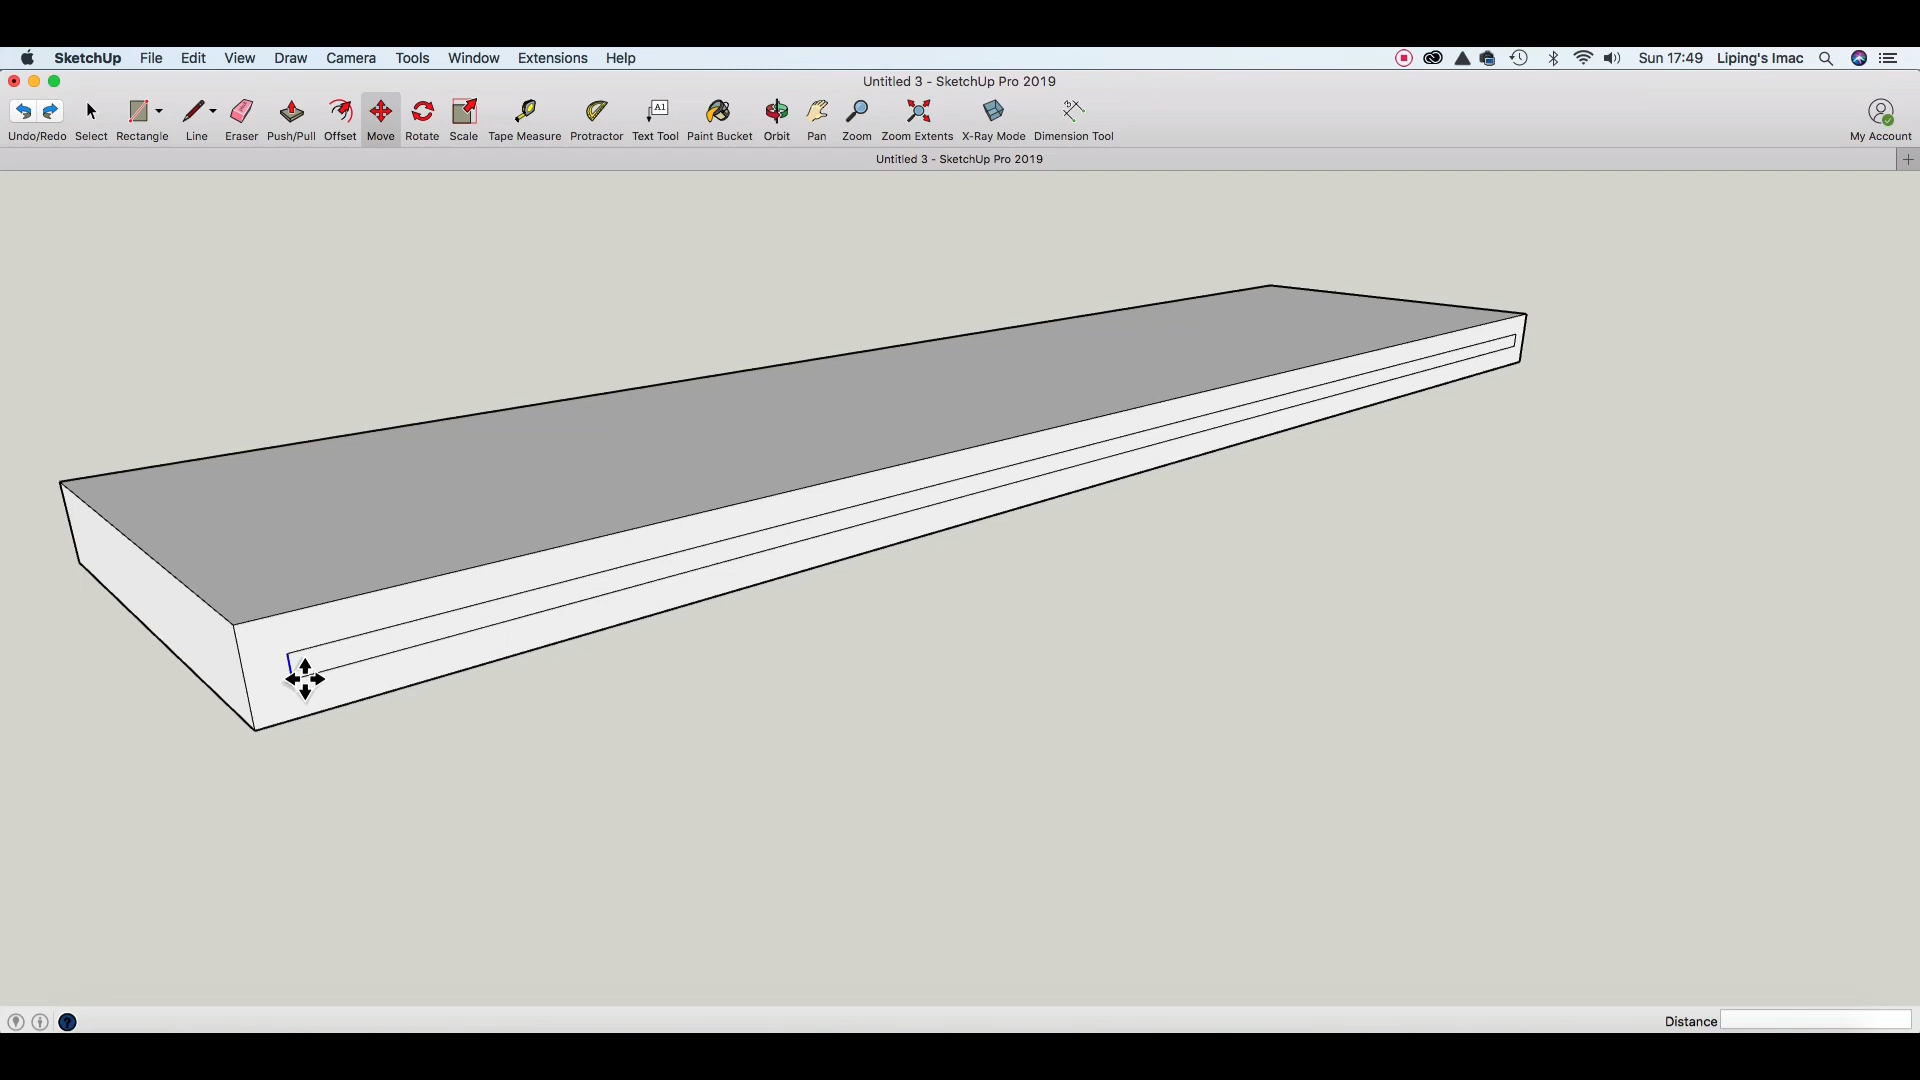 SketchUp File Edit View Draw Camera Tools Window Extensions Help Sun 17:49 Liping's Imac
Untitled 3 - SketchUp Pro 2019
A1
Undo/Redo Select Rectangle Line Eraser Push/Pull Offset Move Rotate Scale Tape Measure Protractor Text Tool Paint Bucket Orbit Pan Zoom Zoom Extents X-Ray Mode Dimension Tool My Account
Untitled 3 - SketchUp Pro 2019
? Distance